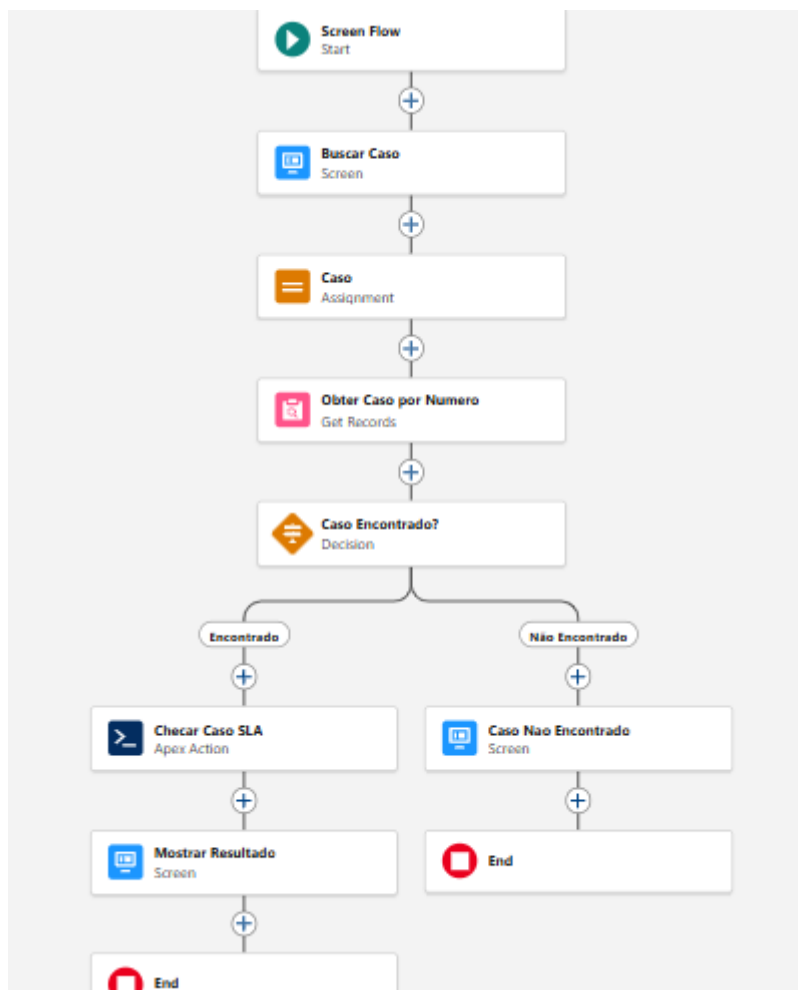 Screen Flow
Start
Buscar Caso
Screen
Caso
Assignment
Obter Caso por Numero
Get Records
Caso Encontrado?
Decision
Encontrado
Não Encontrado
Checar Caso SLA
Apex Action
Caso Nao Encontrado
Screen
Mostrar Resultado
Screen
End
End